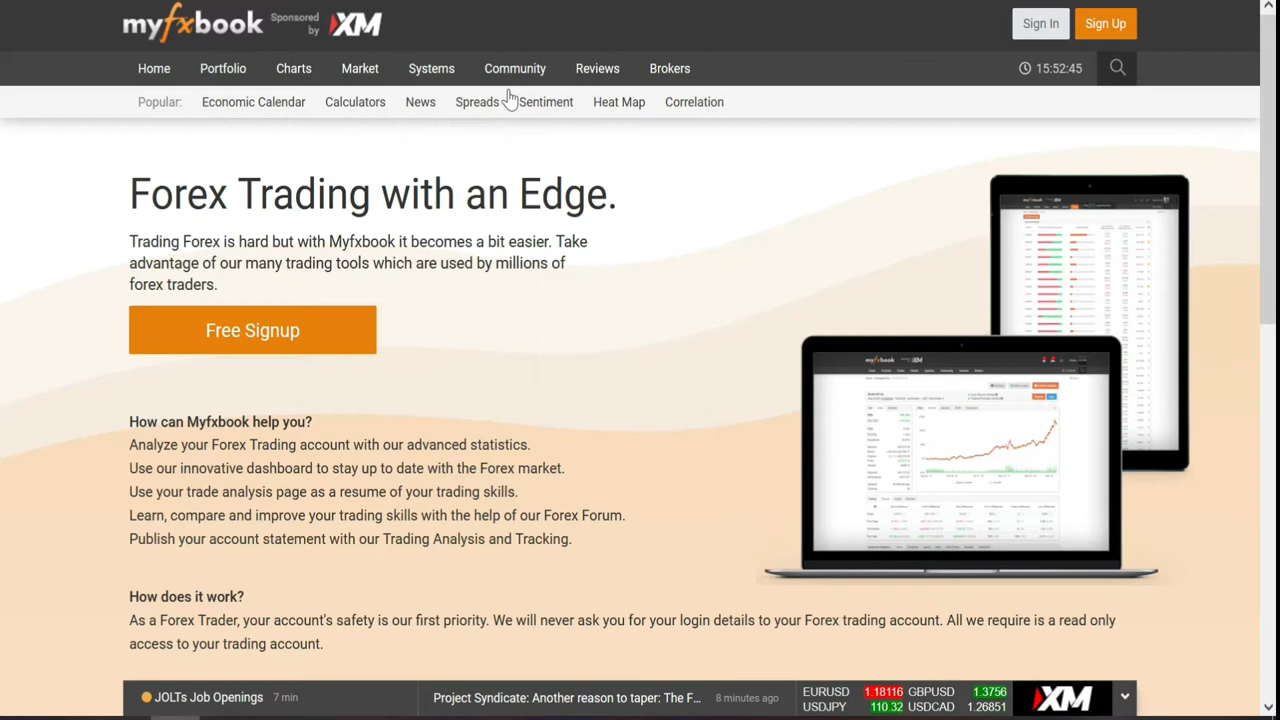 myfxbook Sponsored by XM
Sign In Sign Up
Home Portfolio Charts Market Systems Community Reviews Brokers 15:52:45
Popular: Economic Calendar Calculators News Spreads Sentiment Heat Map Correlation
Forex Trading with an Edge.
Trading Forex is hard but with Myfxbook it becomes a bit easier. Take
advantage of our many trading tools which are used by millions of
forex traders.
Free Signup
How can Myfxbook help you?
Analyze your Forex Trading account with our advanced statistics.
Use our innovative dashboard to stay up to date with the Forex market.
Use your trade analysis page as a resume of your trading skills.
Learn, compare and improve your trading skills with the help of our Forex Forum.
Publish your account statement with our Trading Analysis and Tracking.
How does it work?
As a Forex Trader, your account's safety is our first priority. We will never ask you for your login details to your Forex trading account. All we require is a read only
access to your trading account.
JOLTs Job Openings 7 min
Project Syndicate: Another reason to taper: The F... 8 minutes ago
EURUSD 1.18116 GBPUSD 1.3756
USDJPY 110.32 USDCAD 1.26851
XM